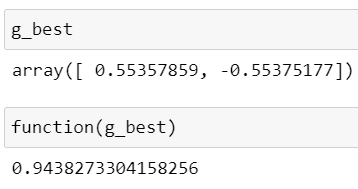 g_best
array([ 0.55357859, -0.55375177])
function(g_best)
0.9438273304158256